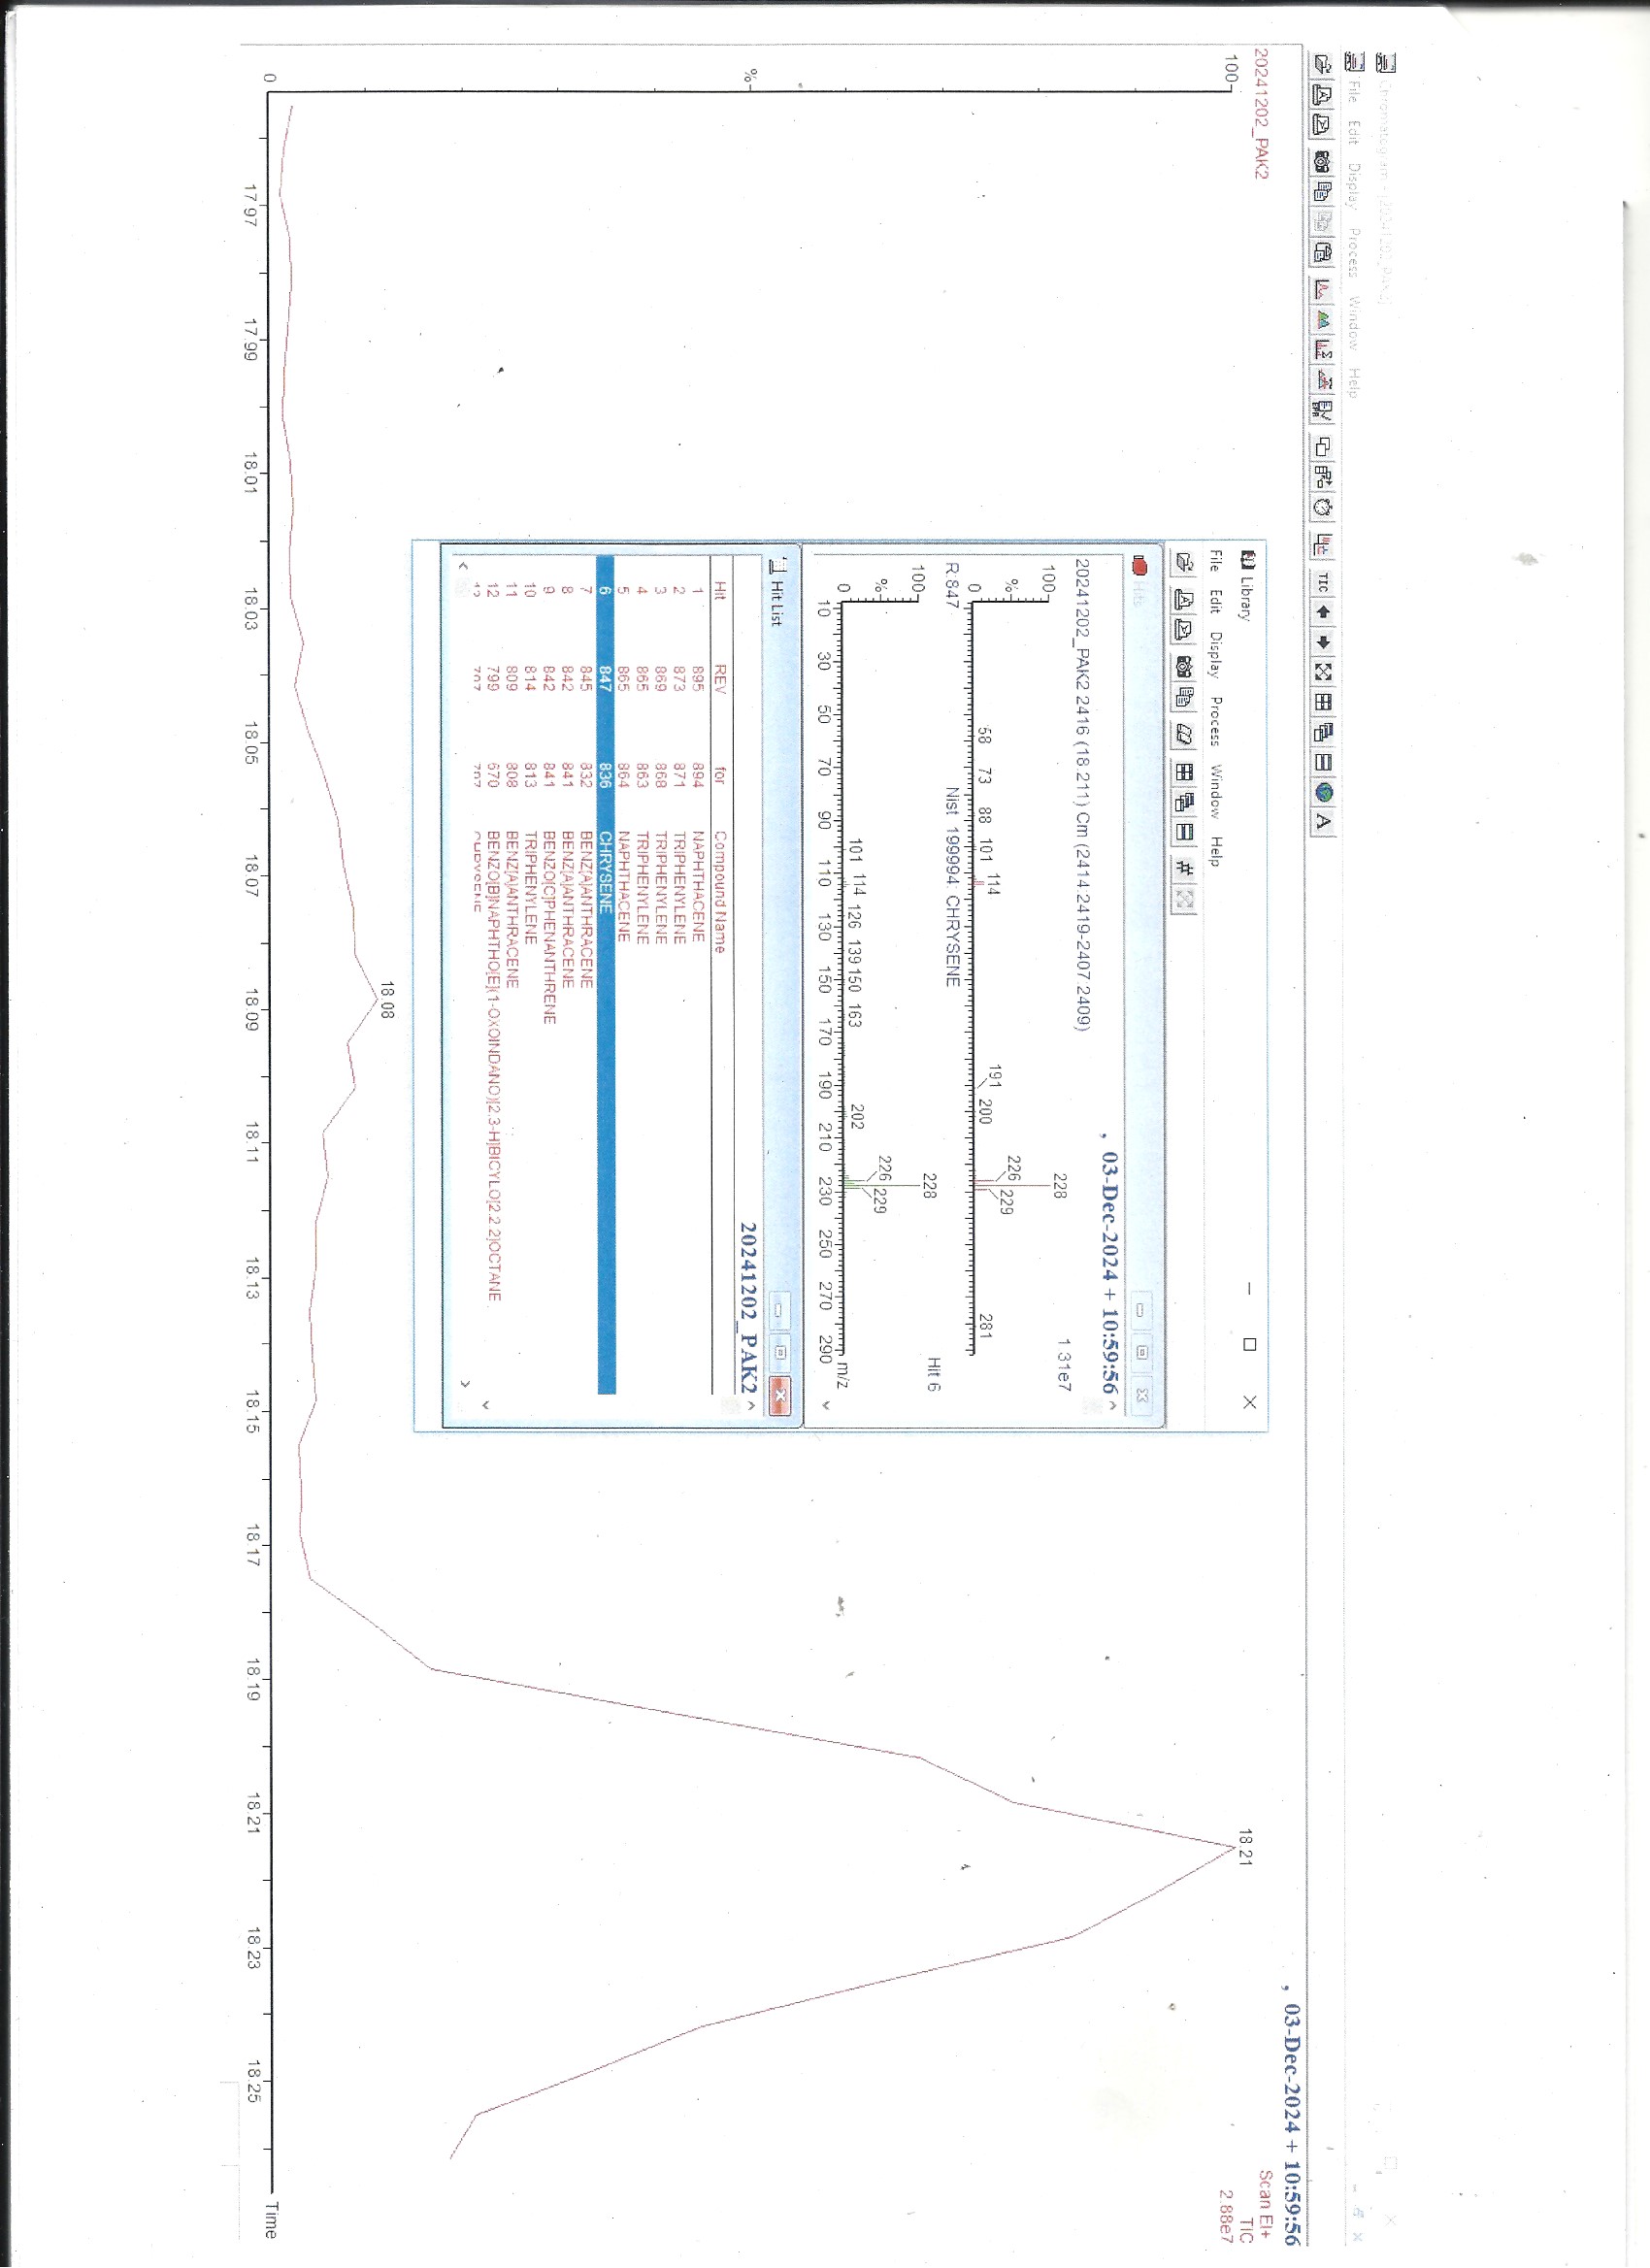 Chromatogram - [20241202_PAK2]
File Edit Display Process Window Help
TIC
A
20241202_PAK2
, 03-Dec-2024 + 10:59:56
Scan EI+
TIC
2.88e7
100
%
0
18.08
18.21
17.97 17.99 18.01 18.03 18.05 18.07 18.09 18.11 18.13 18.15 18.17 18.19 18.21 18.23 18.25
Time
Library
File Edit Display Process Window Help
#
Hits
, 03-Dec-2024 + 10:59:56
20241202_PAK2 2416 (18.211) Cm (2414:2419-2407:2409)
1.31e7
100
%
0
58 73 88 101 114 191 200 226 228 229 281
R:847
Nist 19994: CHRYSENE
Hit 6
100
%
0
101 114 126 139 150 163 202 226 228 229
m/z
10 30 50 70 90 110 130 150 170 190 210 230 250 270 290
Hit List
20241202_PAK2
Hit REV for Compound Name
1 895 894 NAPHTHACENE
2 873 871 TRIPHENYLENE
3 869 868 TRIPHENYLENE
4 865 863 TRIPHENYLENE
5 865 864 NAPHTHACENE
6 847 836 CHRYSENE
7 845 832 BENZ[A]ANTHRACENE
8 842 841 BENZ[A]ANTHRACENE
9 842 841 BENZO[C]PHENANTHRENE
10 814 813 TRIPHENYLENE
11 809 808 BENZ[A]ANTHRACENE
12 799 670 BENZO[B]NAPHTHO[E](1-OXOINDANO)[2.3-H]BICYLO[2.2.2]OCTANE
CHRYSENE